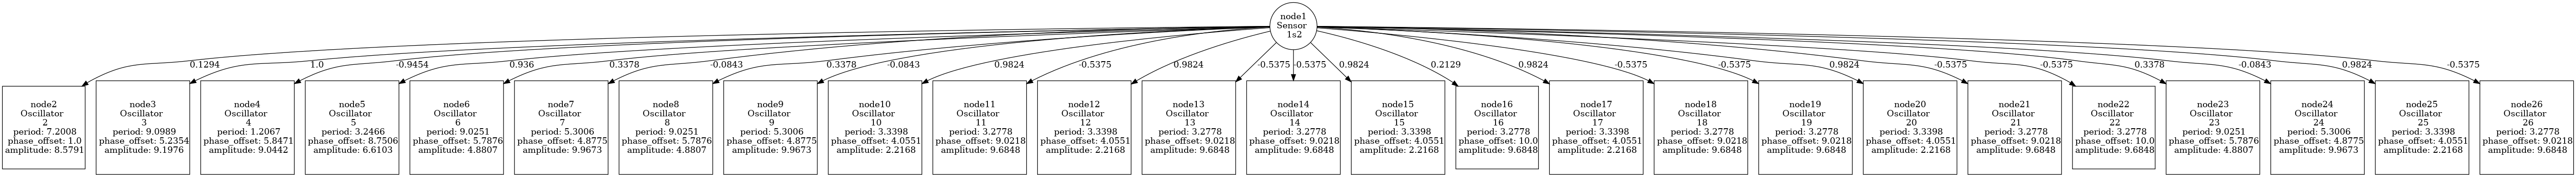 node1
Sensor
1s2
0.1294
1.0
-0.9454
0.936
0.3378
-0.0843
0.3378
-0.0843
0.9824
-0.5375
0.9824
-0.5375
-0.5375
0.9824
0.2129
0.9824
-0.5375
-0.5375
0.9824
-0.5375
-0.5375
0.3378
-0.0843
0.9824
-0.5375
node2
Oscillator
2
period: 7.2008
phase_offset: 1.0
amplitude: 8.5791
node3
Oscillator
3
period: 9.0989
phase_offset: 5.2354
amplitude: 9.1976
node4
Oscillator
4
period: 1.2067
phase_offset: 5.8471
amplitude: 9.0442
node5
Oscillator
5
period: 3.2466
phase_offset: 8.7506
amplitude: 6.6103
node6
Oscillator
6
period: 9.0251
phase_offset: 5.7876
amplitude: 4.8807
node7
Oscillator
7
period: 5.3006
phase_offset: 4.8775
amplitude: 9.9673
node8
Oscillator
8
period: 9.0251
phase_offset: 5.7876
amplitude: 4.8807
node9
Oscillator
9
period: 5.3006
phase_offset: 4.8775
amplitude: 9.9673
node10
Oscillator
10
period: 3.3398
phase_offset: 4.0551
amplitude: 2.2168
node11
Oscillator
11
period: 3.2778
phase_offset: 9.0218
amplitude: 9.6848
node12
Oscillator
12
period: 3.3398
phase_offset: 4.0551
amplitude: 2.2168
node13
Oscillator
13
period: 3.2778
phase_offset: 9.0218
amplitude: 9.6848
node14
Oscillator
14
period: 3.2778
phase_offset: 9.0218
amplitude: 9.6848
node15
Oscillator
15
period: 3.3398
phase_offset: 4.0551
amplitude: 2.2168
node16
Oscillator
16
period: 3.2778
phase_offset: 10.0
amplitude: 9.6848
node17
Oscillator
17
period: 3.3398
phase_offset: 4.0551
amplitude: 2.2168
node18
Oscillator
18
period: 3.2778
phase_offset: 9.0218
amplitude: 9.6848
node19
Oscillator
19
period: 3.2778
phase_offset: 9.0218
amplitude: 9.6848
node20
Oscillator
20
period: 3.3398
phase_offset: 4.0551
amplitude: 2.2168
node21
Oscillator
21
period: 3.2778
phase_offset: 9.0218
amplitude: 9.6848
node22
Oscillator
22
period: 3.2778
phase_offset: 10.0
amplitude: 9.6848
node23
Oscillator
23
period: 9.0251
phase_offset: 5.7876
amplitude: 4.8807
node24
Oscillator
24
period: 5.3006
phase_offset: 4.8775
amplitude: 9.9673
node25
Oscillator
25
period: 3.3398
phase_offset: 4.0551
amplitude: 2.2168
node26
Oscillator
26
period: 3.2778
phase_offset: 9.0218
amplitude: 9.6848